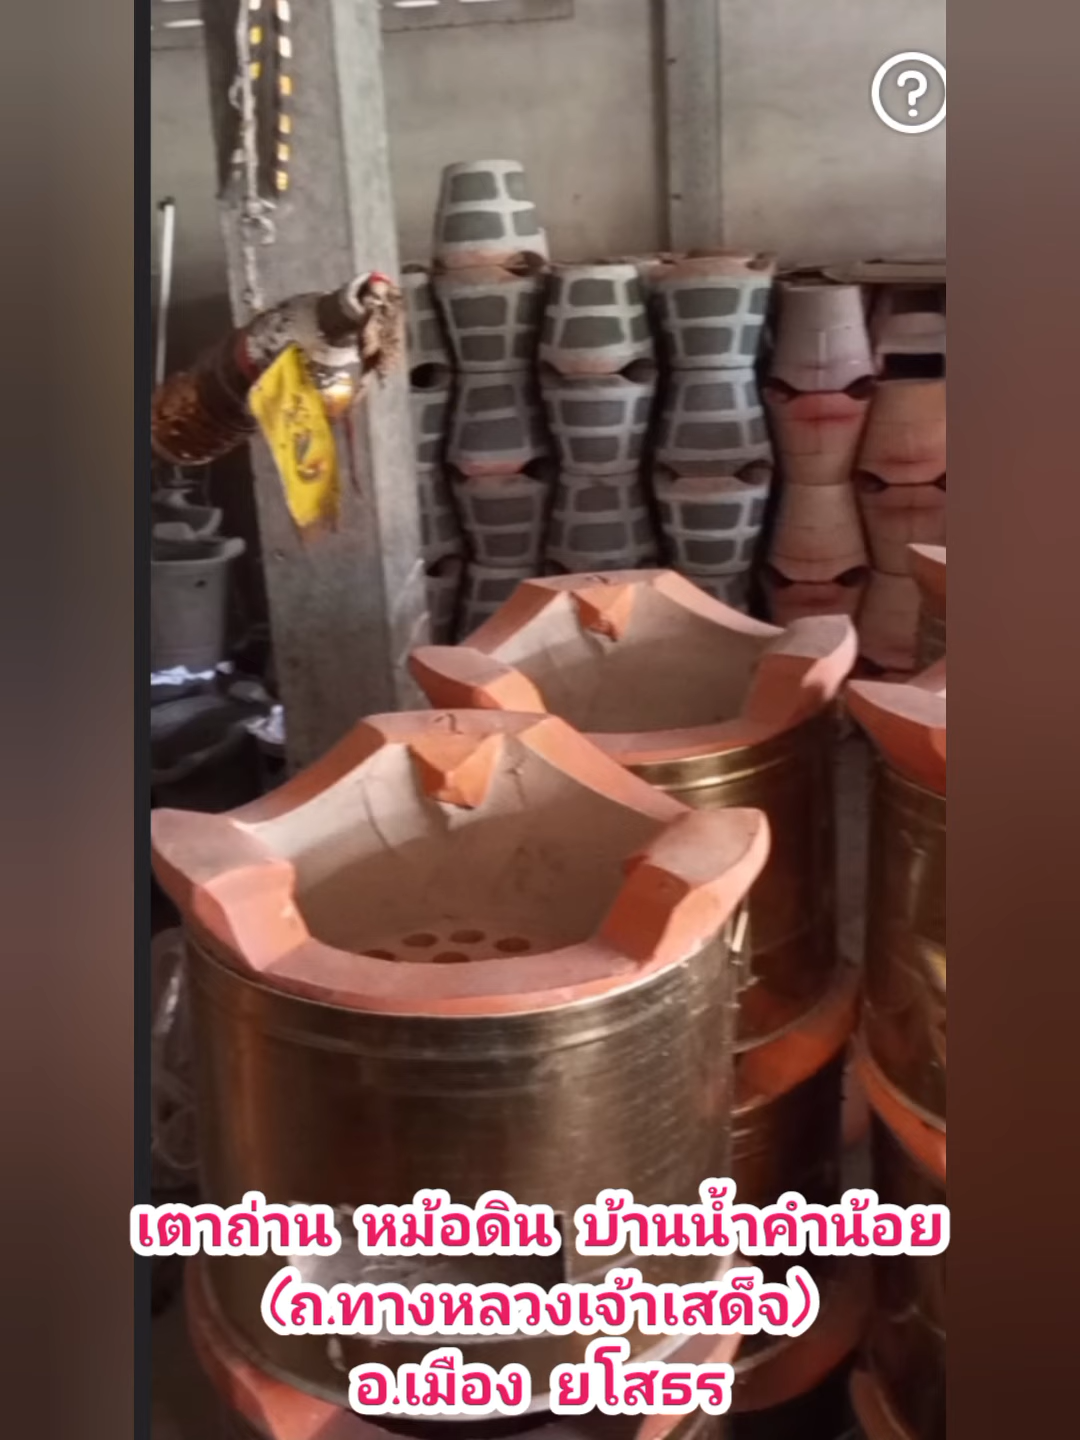 เตาถ่าน หม้อดิน บ้านน้ำคำน้อย
(ถ.ทางหลวงเจ้าเสด็จ)
อ.เมือง ยโสธร